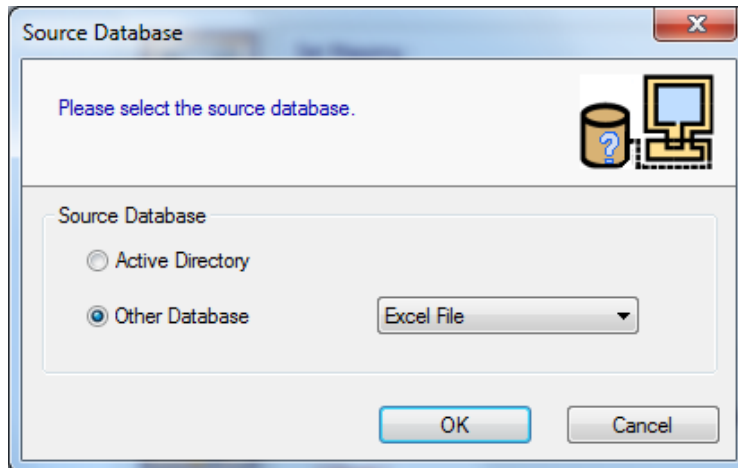 Source Database
Please select the source database.
Source Database
Active Directory
Other Database Excel File
OK Cancel